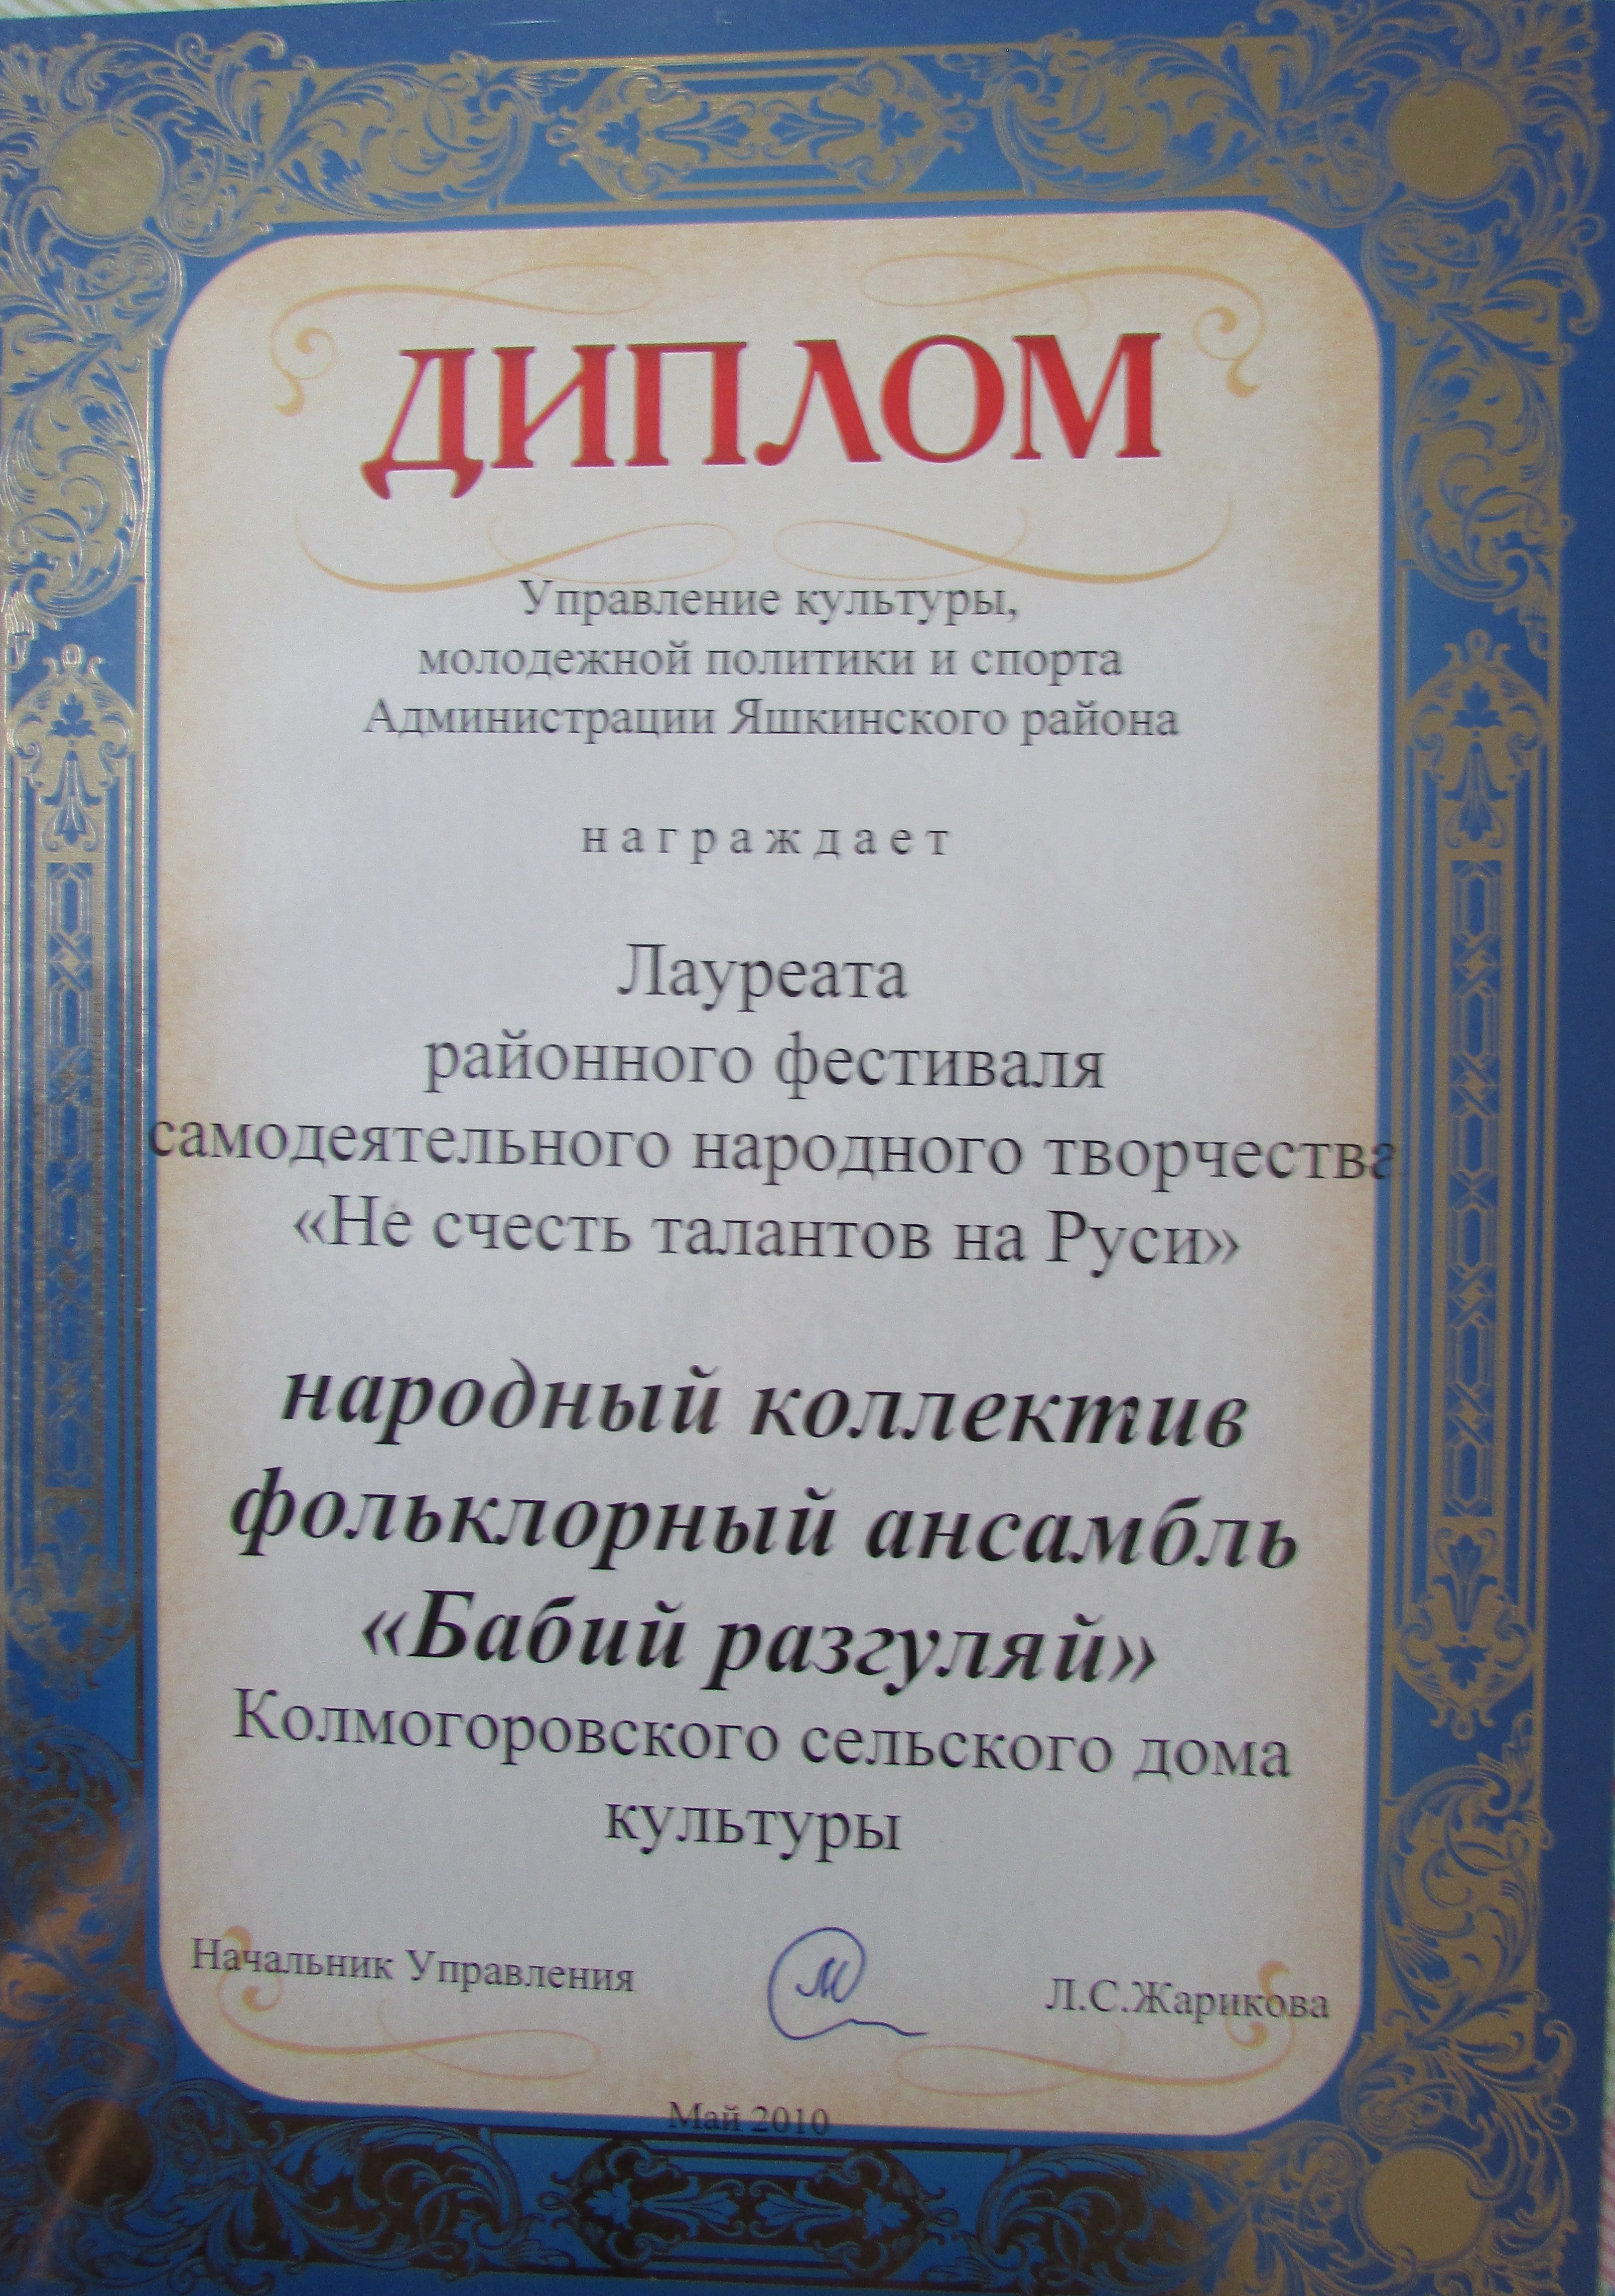 ДИПЛОМ
Управление культуры,
молодежной политики и спорта
Администрации Яшкинского района
н а г р а ж д а е т
Лауреата
районного фестиваля
самодеятельного народного творчества
«Не счесть талантов на Руси»
народный коллектив
фольклорный ансамбль
«Бабий разгуляй»
Колмогоровского сельского дома
культуры
Начальник Управления Л.С.Жарикова
Май 2010